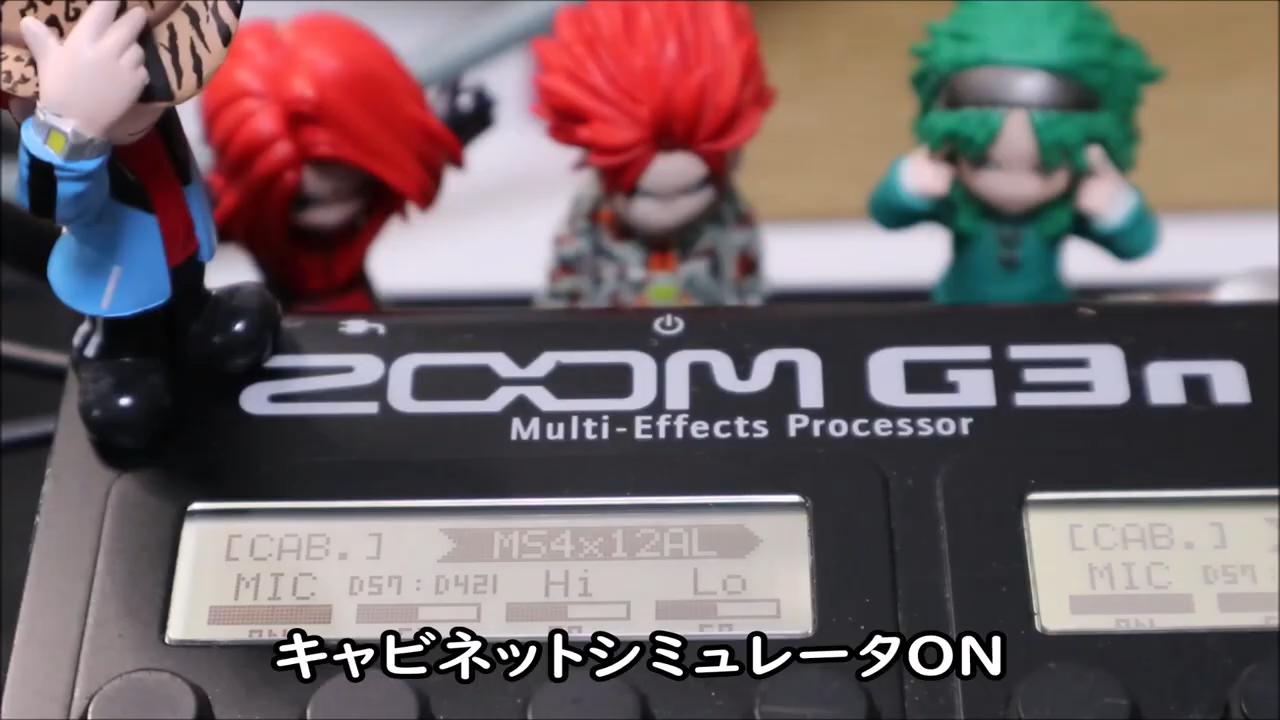 ZOOM G3n
Multi-Effects Processor
[CAB.] MS4x12AL
MIC D57:D421 Hi Lo
[CAB.]
MIC D57:
キャビネットシミュレータON